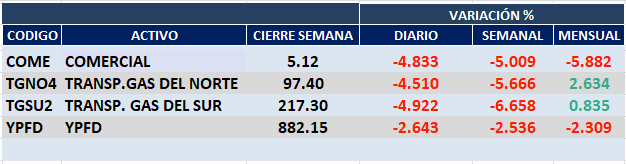 VARIACIÓN %
CODIGO ACTIVO CIERRE SEMANA DIARIO SEMANAL MENSUAL
COME COMERCIAL 5.12 -4.833 -5.009 -5.882
TGNO4 TRANSP.GAS DEL NORTE 97.40 -4.510 -5.666 2.634
TGSU2 TRANSP. GAS DEL SUR 217.30 -4.922 -6.658 0.835
YPFD YPFD 882.15 -2.643 -2.536 -2.309